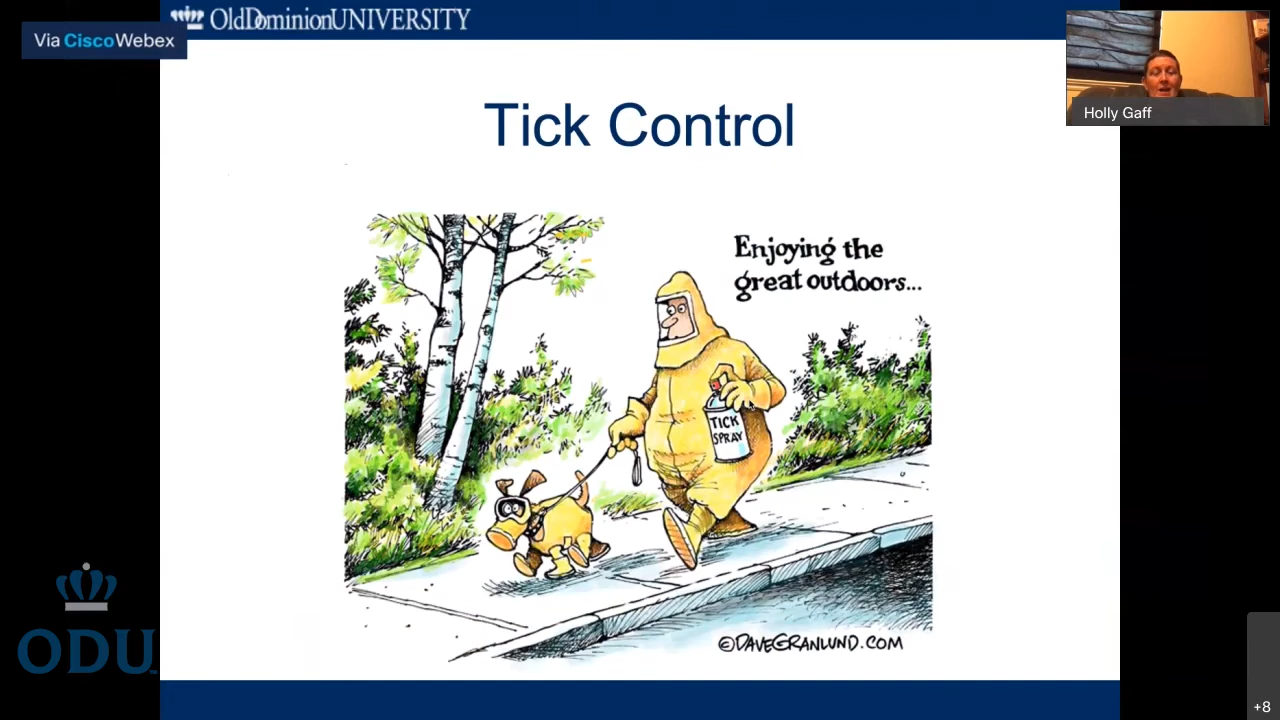 OldDominionUNIVERSITY
Via CiscoWebex
Holly Gaff
Tick Control
Enjoying the
great outdoors...
TICK
SPRAY
©DAVEGRANLUND.COM
ODU
+8